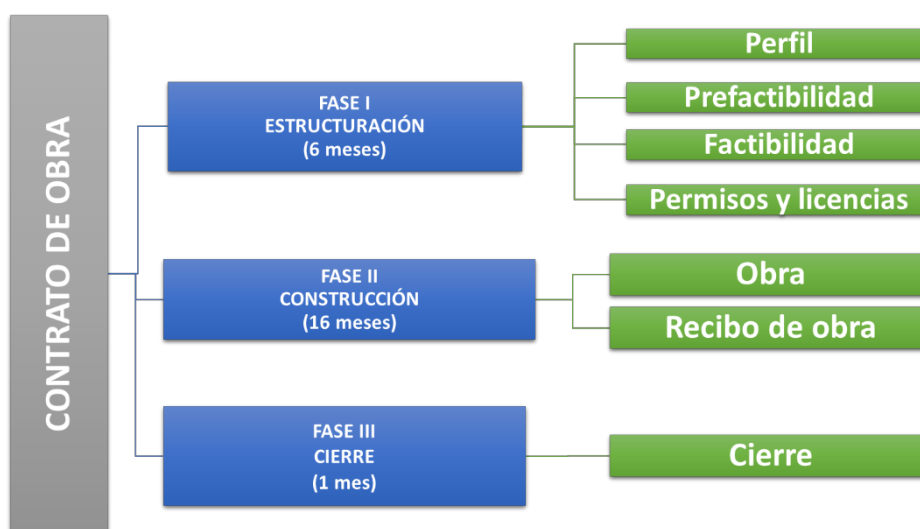 CONTRATO DE OBRA
FASE I
ESTRUCTURACIÓN
(6 meses)
Perfil
Prefactibilidad
Factibilidad
Permisos y licencias
FASE II
CONSTRUCCIÓN
(16 meses)
Obra
Recibo de obra
FASE III
CIERRE
(1 mes)
Cierre